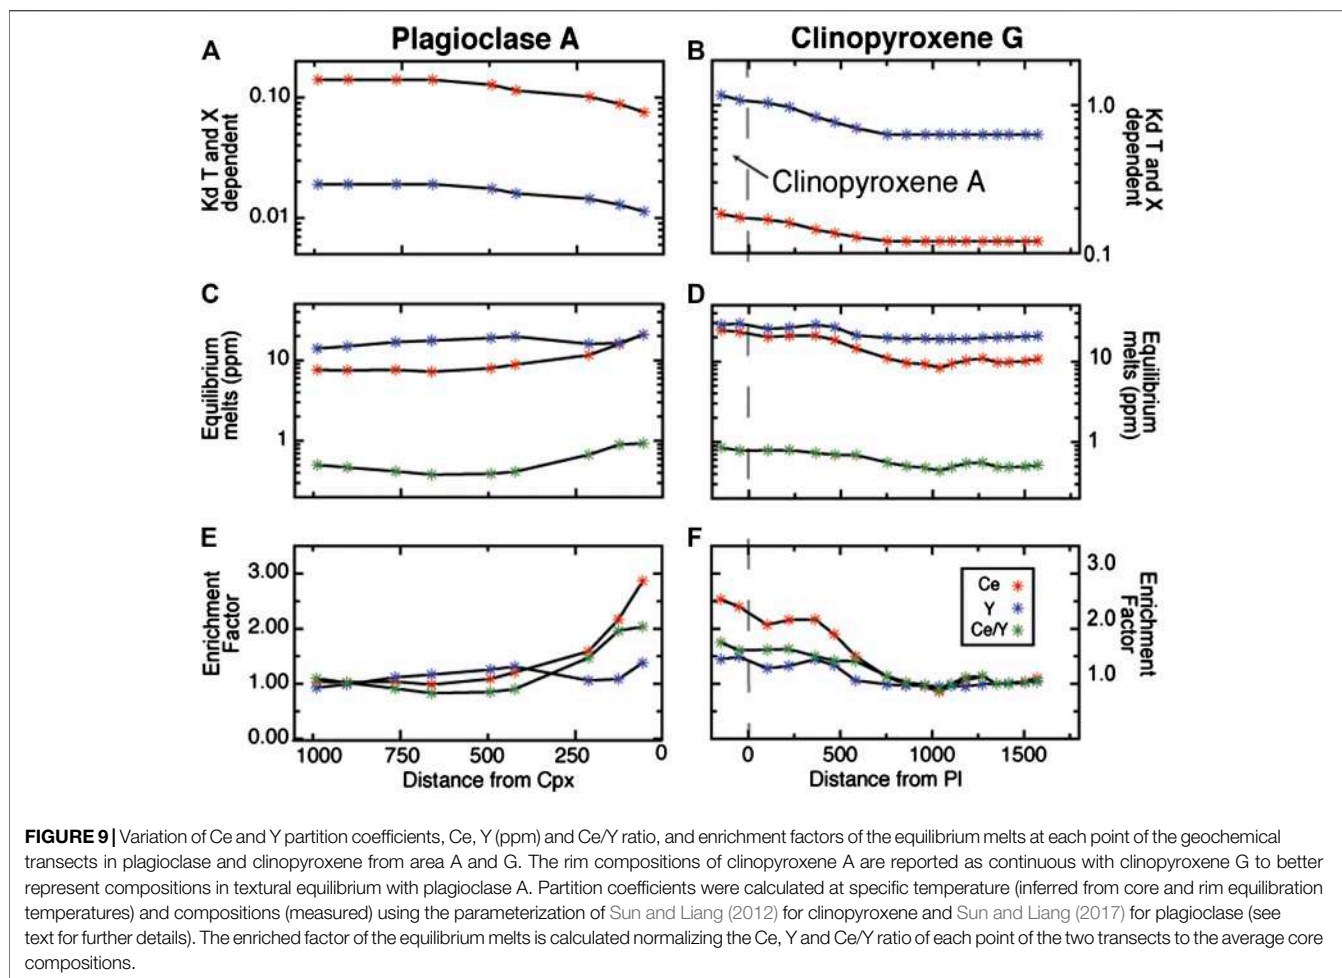 Plagioclase A
Clinopyroxene G
A
B
Kd T and X
dependent
0.10
0.01
Clinopyroxene A
1.0
0.1
Kd T and X
dependent
C
D
Equilibrium
melts (ppm)
10
1
10
1
Equilibrium
melts (ppm)
E
F
Enrichment
Factor
3.00
2.00
1.00
0.00
Ce
Y
Ce/Y
3.0
2.0
1.0
Enrichment
Factor
1000 750 500 250 0
Distance from Cpx
0 500 1000 1500
Distance from Pl
FIGURE 9 | Variation of Ce and Y partition coefficients, Ce, Y (ppm) and Ce/Y ratio, and enrichment factors of the equilibrium melts at each point of the geochemical
transects in plagioclase and clinopyroxene from area A and G. The rim compositions of clinopyroxene A are reported as continuous with clinopyroxene G to better
represent compositions in textural equilibrium with plagioclase A. Partition coefficients were calculated at specific temperature (inferred from core and rim equilibration
temperatures) and compositions (measured) using the parameterization of Sun and Liang (2012) for clinopyroxene and Sun and Liang (2017) for plagioclase (see
text for further details). The enriched factor of the equilibrium melts is calculated normalizing the Ce, Y and Ce/Y ratio of each point of the two transects to the average core
compositions.